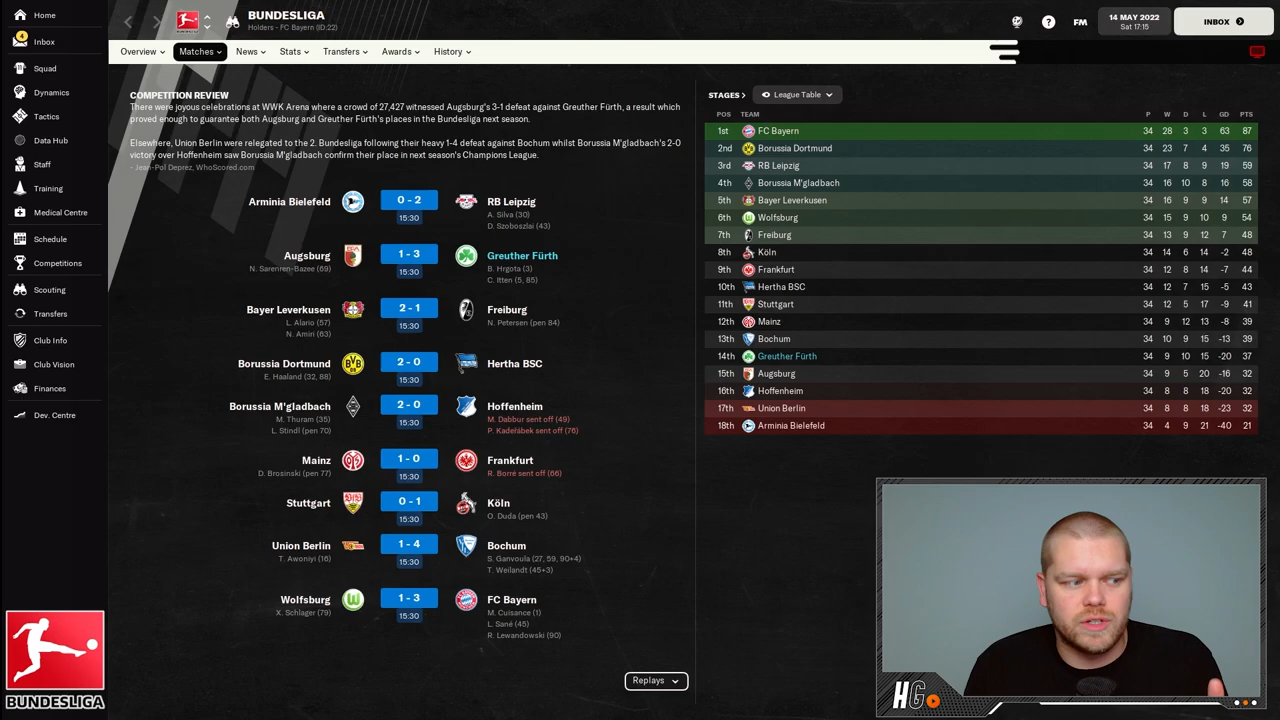 Home
4
Inbox
Squad
Dynamics
Tactics
Data Hub
Staff
Training
Medical Centre
Schedule
Competitions
Scouting
Transfers
Club Info
Club Vision
Finances
Dev. Centre
BUNDESLIGA
BUNDESLIGA
Holders - FC Bayern (ID:22)
?
FM
14 MAY 2022
Sat 17:15
INBOX
Overview Matches News Stats Transfers Awards History
COMPETITION REVIEW
There were joyous celebrations at WWK Arena where a crowd of 27,427 witnessed Augsburg's 3-1 defeat against Greuther Fürth, a result which
proved enough to guarantee both Augsburg and Greuther Fürth's places in the Bundesliga next season.
Elsewhere, Union Berlin were relegated to the 2. Bundesliga following their heavy 1-4 defeat against Bochum whilst Borussia M'gladbach's 2-0
victory over Hoffenheim saw Borussia M'gladbach confirm their place in next season's Champions League.
- Jean-Pol Deprez, WhoScored.com
Arminia Bielefeld 0 - 2 RB Leipzig
15:30 A. Silva (30)
D. Szoboszlai (43)
Augsburg 1 - 3 Greuther Fürth
N. Sarenren-Bazee (69) 15:30 B. Hrgota (3)
C. Itten (5, 85)
Bayer Leverkusen 2 - 1 Freiburg
L. Alario (57) 15:30 N. Petersen (pen 84)
N. Amiri (63)
Borussia Dortmund 2 - 0 Hertha BSC
E. Haaland (32, 88) 15:30
Borussia M'gladbach 2 - 0 Hoffenheim
M. Thuram (35) 15:30 M. Dabbur sent off (49)
L. Stindl (pen 70) P. Kadeřábek sent off (76)
Mainz 1 - 0 Frankfurt
D. Brosinski (pen 77) 15:30 R. Borré sent off (66)
Stuttgart 0 - 1 Köln
15:30 O. Duda (pen 43)
Union Berlin 1 - 4 Bochum
T. Awoniyi (16) 15:30 S. Ganvoula (27, 59, 90+4)
T. Weilandt (45+3)
Wolfsburg 1 - 3 FC Bayern
X. Schlager (79) 15:30 M. Cuisance (1)
L. Sané (45)
R. Lewandowski (90)
Replays
STAGES League Table
POS TEAM P W D L GD PTS
1st FC Bayern 34 28 3 3 63 87
2nd Borussia Dortmund 34 23 7 4 35 76
3rd RB Leipzig 34 17 8 9 19 59
4th Borussia M'gladbach 34 16 10 8 16 58
5th Bayer Leverkusen 34 16 9 9 14 57
6th Wolfsburg 34 15 9 10 9 54
7th Freiburg 34 13 9 12 7 48
8th Köln 34 14 6 14 -2 48
9th Frankfurt 34 12 8 14 -7 44
10th Hertha BSC 34 12 7 15 -5 43
11th Stuttgart 34 12 5 17 -9 41
12th Mainz 34 9 12 13 -8 39
13th Bochum 34 10 9 15 -13 39
14th Greuther Fürth 34 9 10 15 -20 37
15th Augsburg 34 9 5 20 -16 32
16th Hoffenheim 34 8 8 18 -20 32
17th Union Berlin 34 8 8 18 -23 32
18th Arminia Bielefeld 34 4 9 21 -40 21
HG